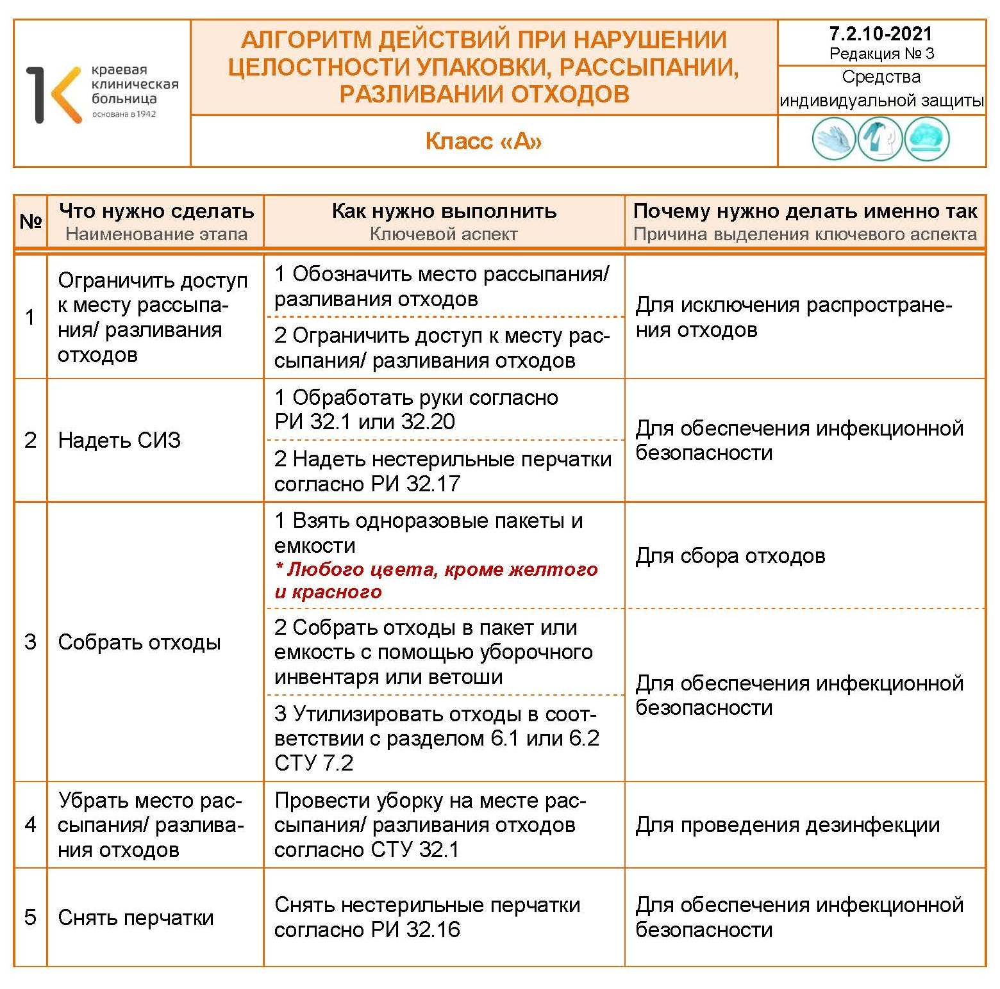 краевая
клиническая
больница
основана в 1942
АЛГОРИТМ ДЕЙСТВИЙ ПРИ НАРУШЕНИИ
ЦЕЛОСТНОСТИ УПАКОВКИ, РАССЫПАНИИ,
РАЗЛИВАНИИ ОТХОДОВ
Класс «А»
7.2.10-2021
Редакция № 3
Средства
индивидуальной защиты
№
Что нужно сделать
Наименование этапа
Как нужно выполнить
Ключевой аспект
Почему нужно делать именно так
Причина выделения ключевого аспекта
1
Ограничить доступ
к месту рассыпа-
ния/ разливания
отходов
1 Обозначить место рассыпания/
разливания отходов
2 Ограничить доступ к месту рас-
сыпания/ разливания отходов
Для исключения распростране-
ния отходов
2
Надеть СИЗ
1 Обработать руки согласно
РИ 32.1 или 32.20
2 Надеть нестерильные перчатки
согласно РИ 32.17
Для обеспечения инфекционной
безопасности
3
Собрать отходы
1 Взять одноразовые пакеты и
емкости
* Любого цвета, кроме желтого
и красного
Для сбора отходов
2 Собрать отходы в пакет или
емкость с помощью уборочного
инвентаря или ветоши
3 Утилизировать отходы в соот-
ветствии с разделом 6.1 или 6.2
СТУ 7.2
Для обеспечения инфекционной
безопасности
4
Убрать место рас-
сыпания/ разлива-
ния отходов
Провести уборку на месте рас-
сыпания/ разливания отходов
согласно СТУ 32.1
Для проведения дезинфекции
5
Снять перчатки
Снять нестерильные перчатки
согласно РИ 32.16
Для обеспечения инфекционной
безопасности